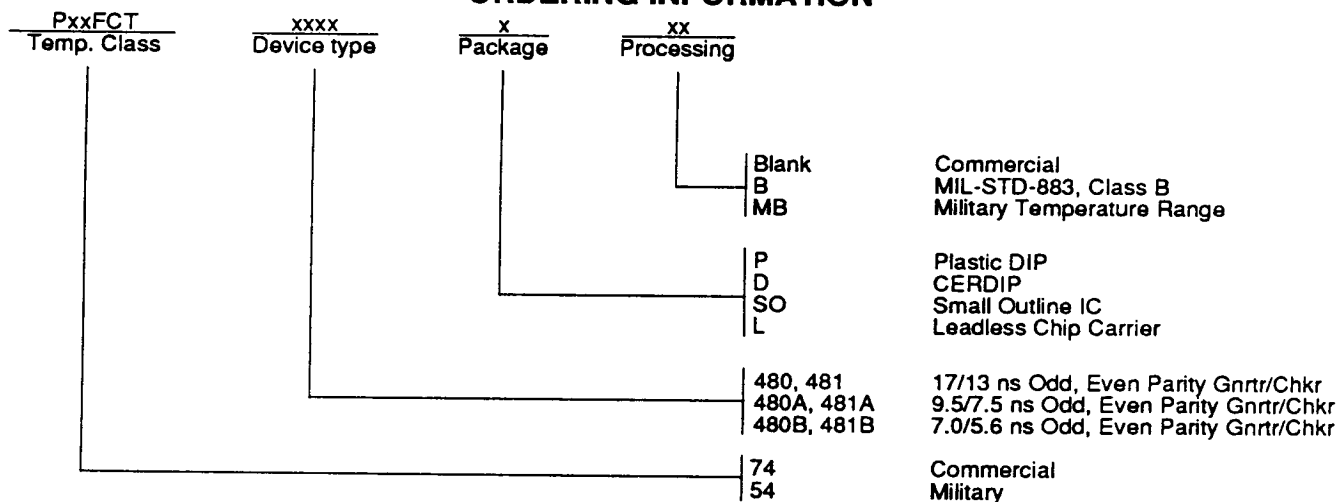 PxxFCT xxxx x xx
Temp. Class Device type Package Processing
Blank Commercial
B MIL-STD-883, Class B
MB Military Temperature Range
P Plastic DIP
D CERDIP
SO Small Outline IC
L Leadless Chip Carrier
480, 481 17/13 ns Odd, Even Parity Gnrtr/Chkr
480A, 481A 9.5/7.5 ns Odd, Even Parity Gnrtr/Chkr
480B, 481B 7.0/5.6 ns Odd, Even Parity Gnrtr/Chkr
74 Commercial
54 Military